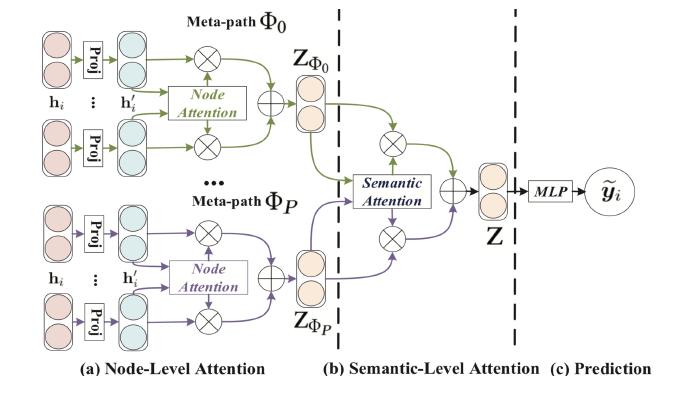 Meta-path Φ0
hi
Proj
...
Proj
h′i
Node
Attention
ZΦ0
...
Meta-path ΦP
hi
Proj
...
Proj
h′i
Node
Attention
ZΦP
Semantic
Attention
Z
MLP
ỹi
(a) Node-Level Attention
(b) Semantic-Level Attention
(c) Prediction